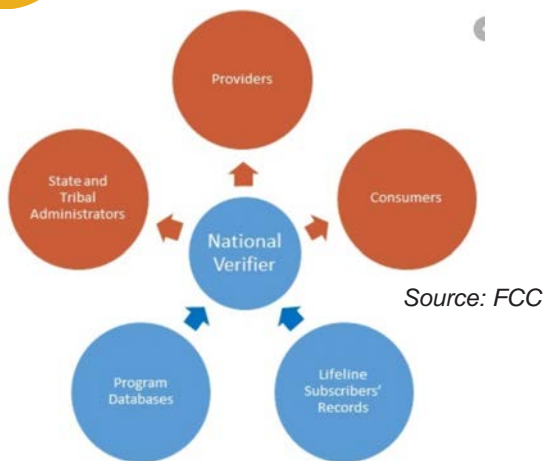 Providers
State and
Tribal
Administrators
Consumers
National
Verifier
Source: FCC
Program
Databases
Lifeline
Subscribers'
Records